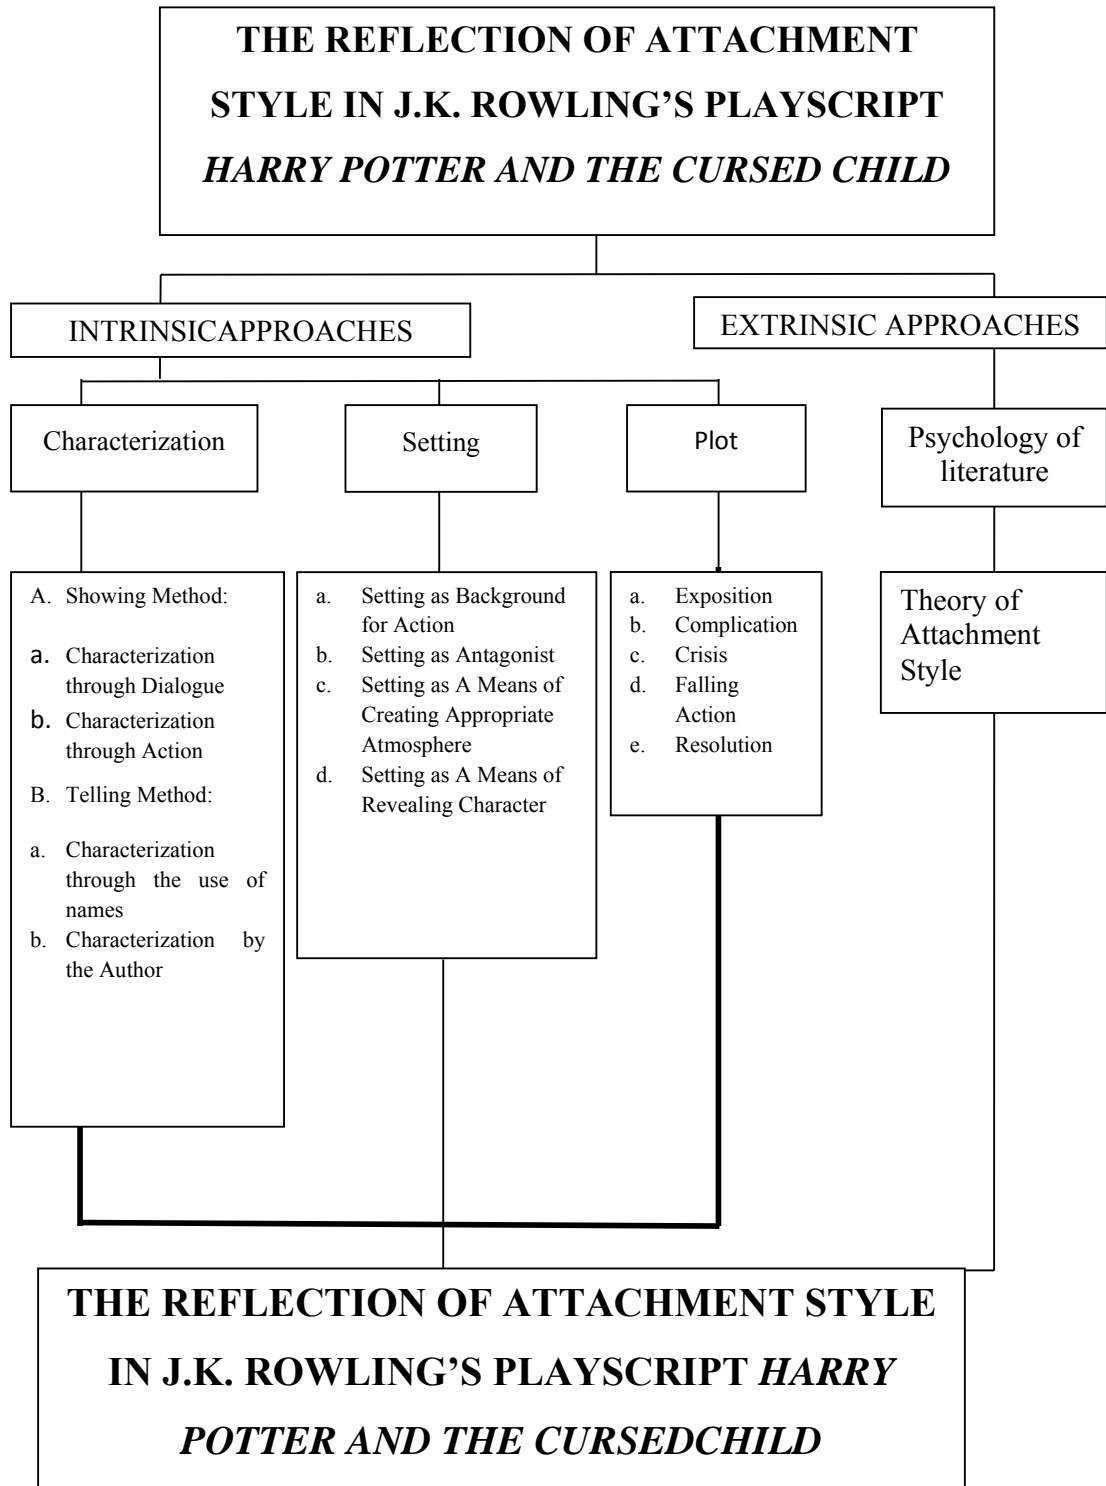 THE REFLECTION OF ATTACHMENT
STYLE IN J.K. ROWLING’S PLAYSCRIPT
HARRY POTTER AND THE CURSED CHILD
INTRINSICAPPROACHES
EXTRINSIC APPROACHES
Characterization
Setting
Plot
Psychology of
literature
A. Showing Method:
a. Characterization
through Dialogue
b. Characterization
through Action
B. Telling Method:
a. Characterization
through the use of
names
b. Characterization by
the Author
a. Setting as Background
for Action
b. Setting as Antagonist
c. Setting as A Means of
Creating Appropriate
Atmosphere
d. Setting as A Means of
Revealing Character
a. Exposition
b. Complication
c. Crisis
d. Falling
Action
e. Resolution
Theory of
Attachment
Style
THE REFLECTION OF ATTACHMENT STYLE
IN J.K. ROWLING’S PLAYSCRIPT HARRY
POTTER AND THE CURSEDCHILD